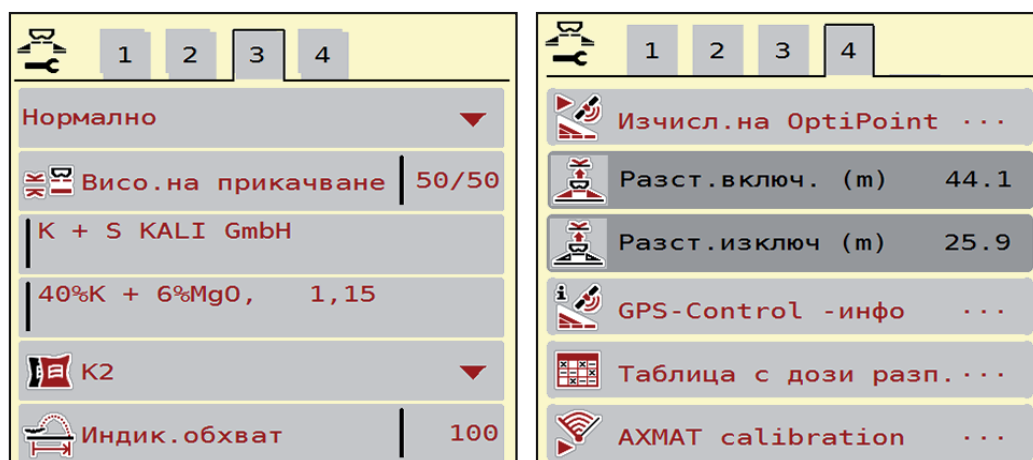 1 2 3 4
Нормално
Висо.на прикачване 50/50
K + S KALI GmbH
40%K + 6%MgO, 1,15
K2
Индик.обхват 100
1 2 3 4
Изчисл.на OptiPoint ...
Разст.включ. (m) 44.1
Разст.изключ (m) 25.9
GPS-Control -инфо ...
Таблица с дози разп. ...
AXMAT calibration ...